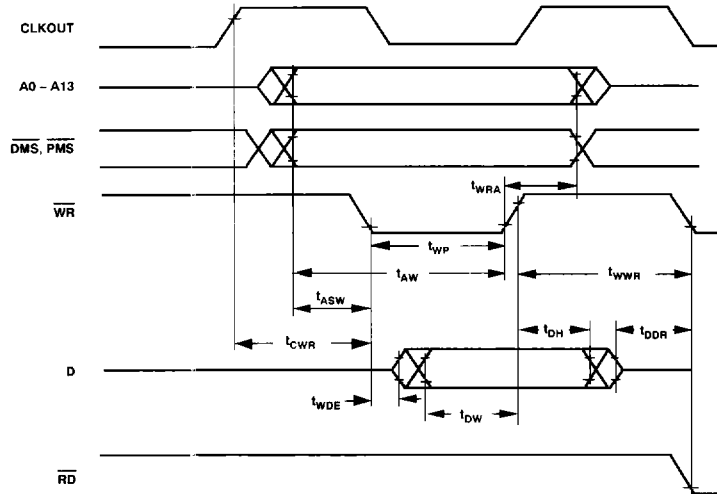 CLKOUT
A0 – A13
DMS, PMS
tWRA
WR
tWP
tAW
tWWR
tASW
tDH
tDDR
tCWR
D
tWDE
tDW
RD